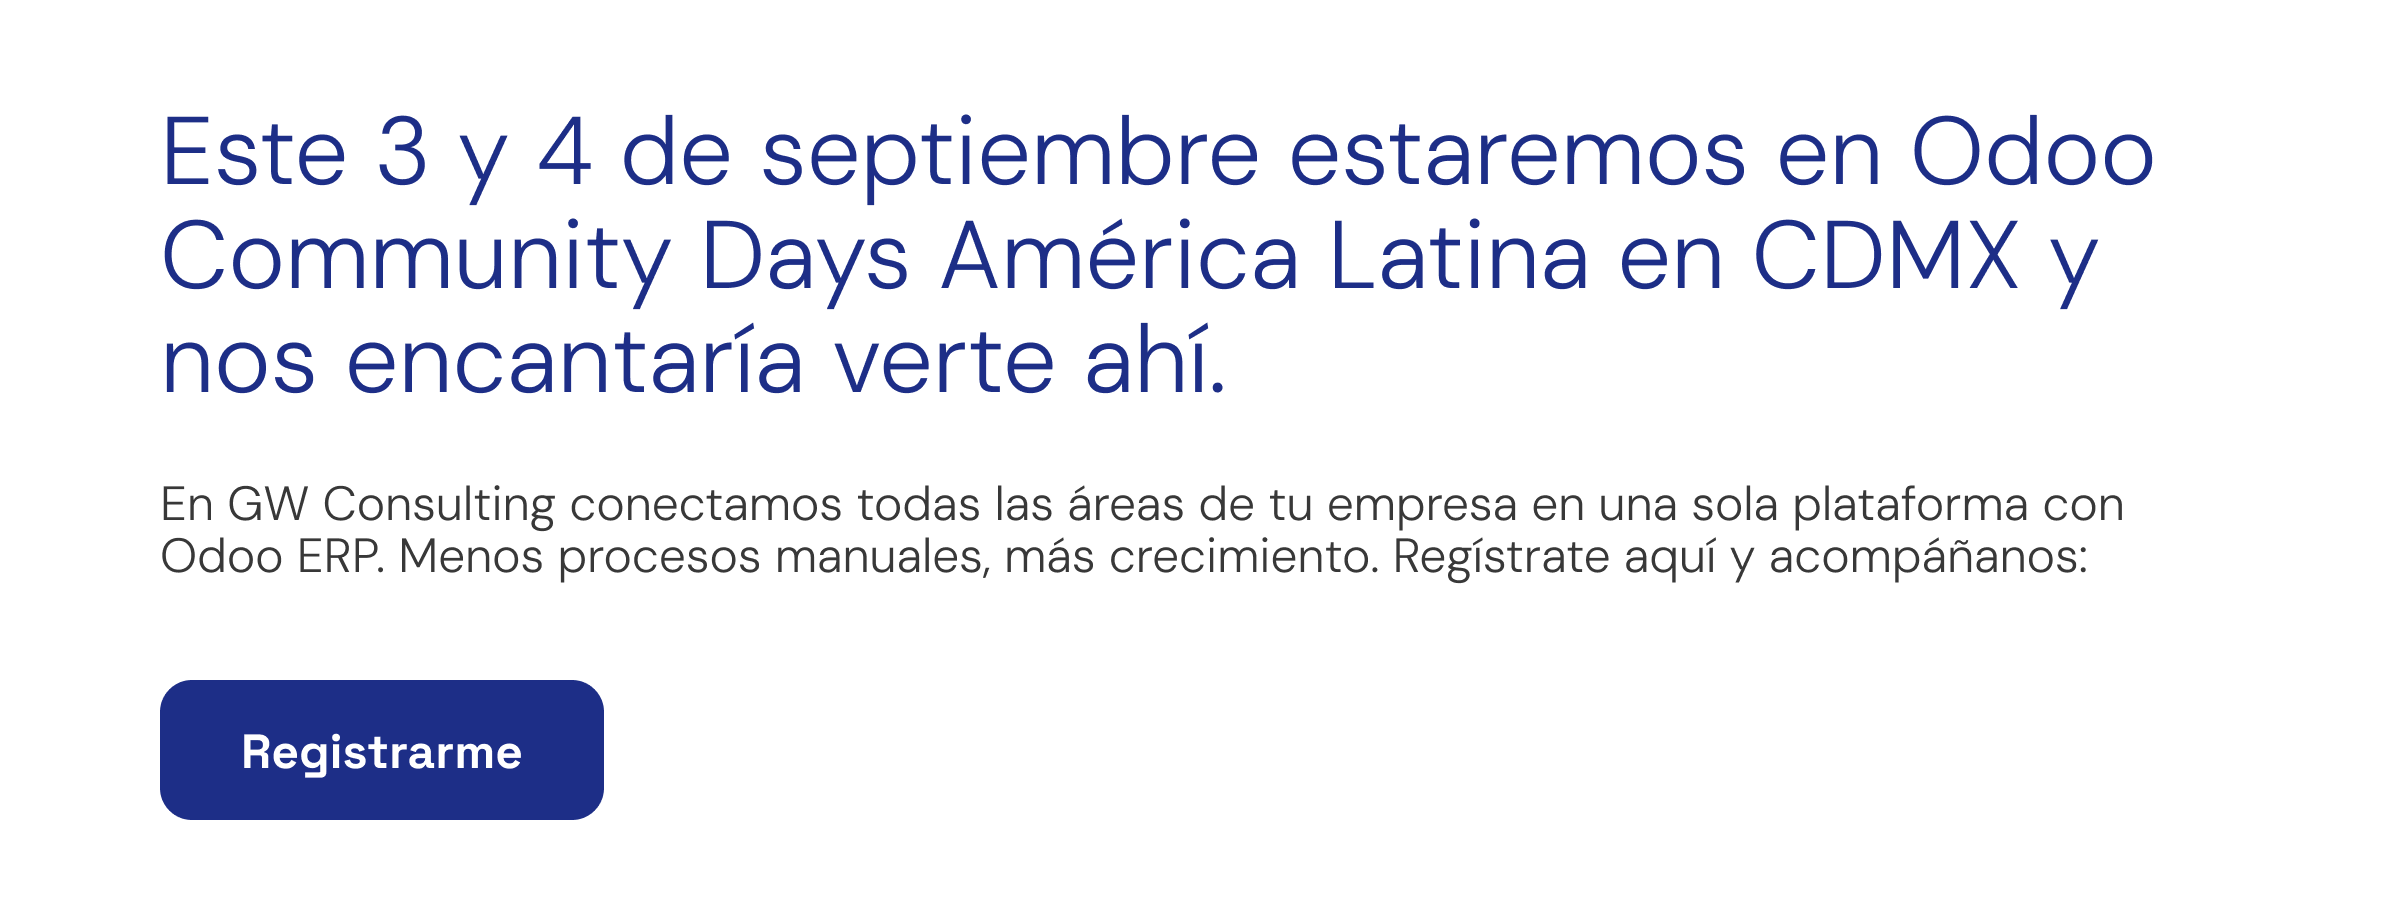 Este 3 y 4 de septiembre estaremos en Odoo
Community Days América Latina en CDMX y
nos encantaría verte ahí.
En GW Consulting conectamos todas las áreas de tu empresa en una sola plataforma con
Odoo ERP. Menos procesos manuales, más crecimiento. Regístrate aquí y acompáñanos:
Registrarme